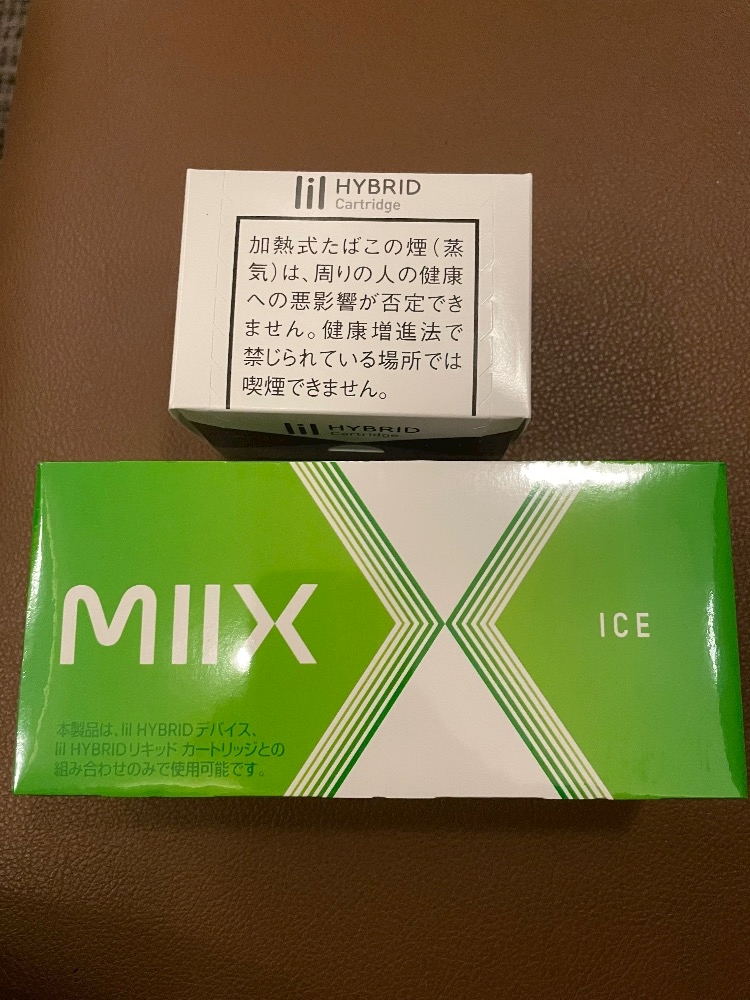 lil HYBRID
Cartridge
加熱式たばこの煙（蒸
気）は、周りの人の健康
への悪影響が否定でき
ません。健康増進法で
禁じられている場所では
喫煙できません。
lil HYBRID
Cartridge
MIIX
ICE
本製品は、lil HYBRIDデバイス、
lil HYBRIDリキッド カートリッジとの
組み合わせのみで使用可能です。